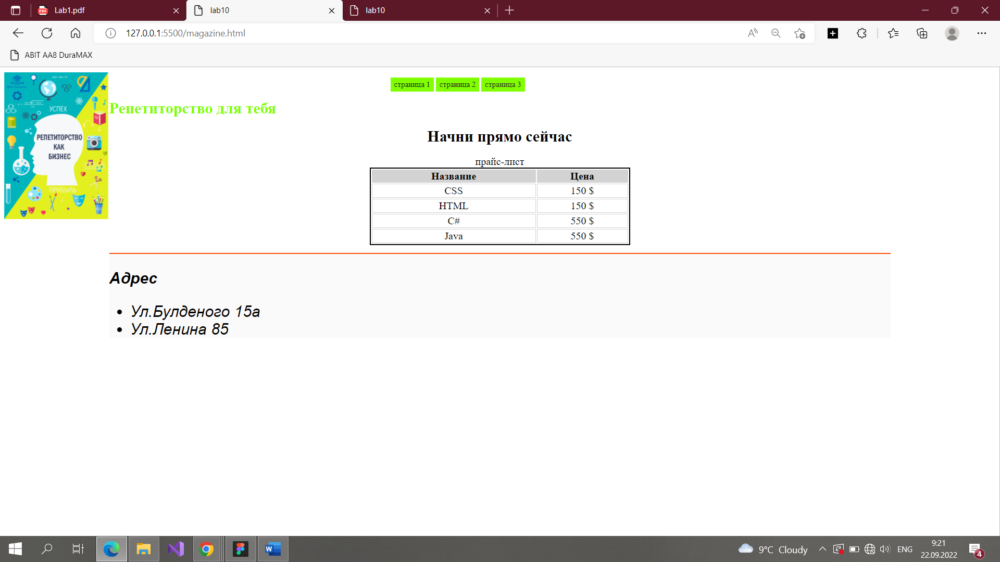 Lab1.pdf
lab10
lab10
127.0.0.1:5500/magazine.html
ABIT AA8 DuraMAX
УСПЕХ
РЕПЕТИТОРСТВО
КАК
БИЗНЕС
ПРИБЫЛЬ
страница 1 страница 2 страница 3
Репетиторство для тебя
Начни прямо сейчас
прайс-лист
Название Цена
CSS 150 $
HTML 150 $
C# 550 $
Java 550 $
Адрес
Ул.Булденого 15а
Ул.Ленина 85
9°C Cloudy
ENG
9:21
22.09.2022
4